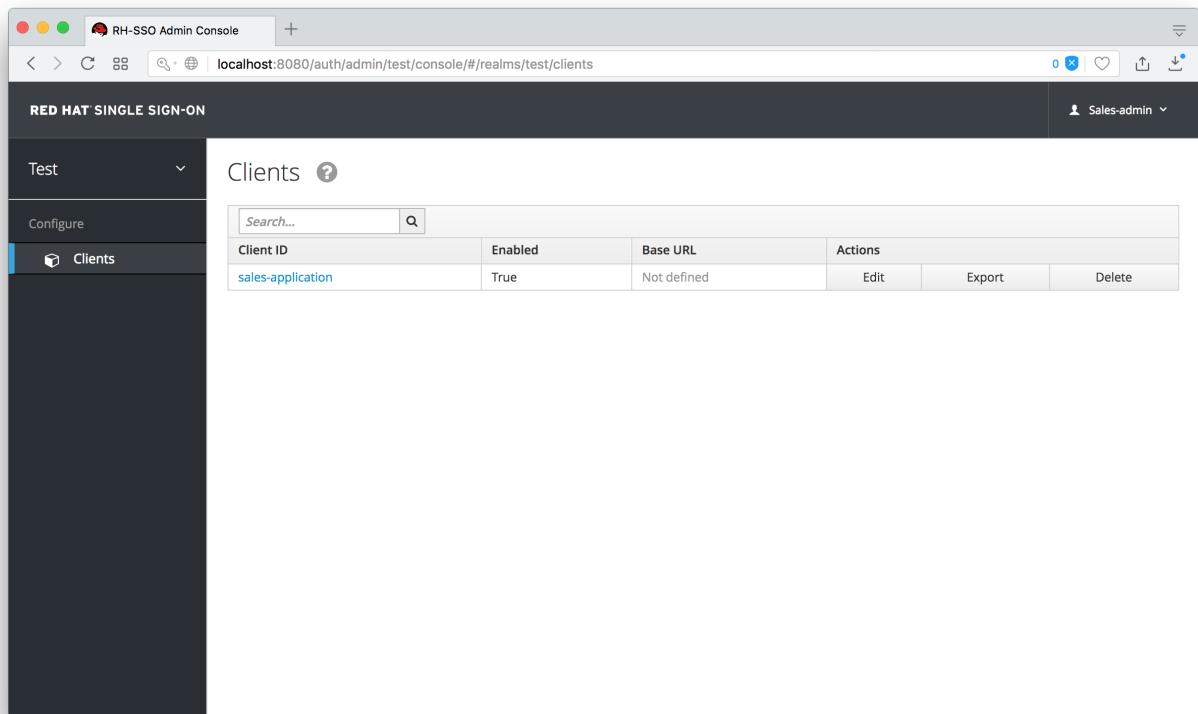 RH-SSO Admin Console
localhost:8080/auth/admin/test/console/#/realms/test/clients
0
RED HAT SINGLE SIGN-ON
Sales-admin
Test
Clients ?
Configure
Search...
Clients
Client ID Enabled Base URL Actions
sales-application True Not defined Edit Export Delete